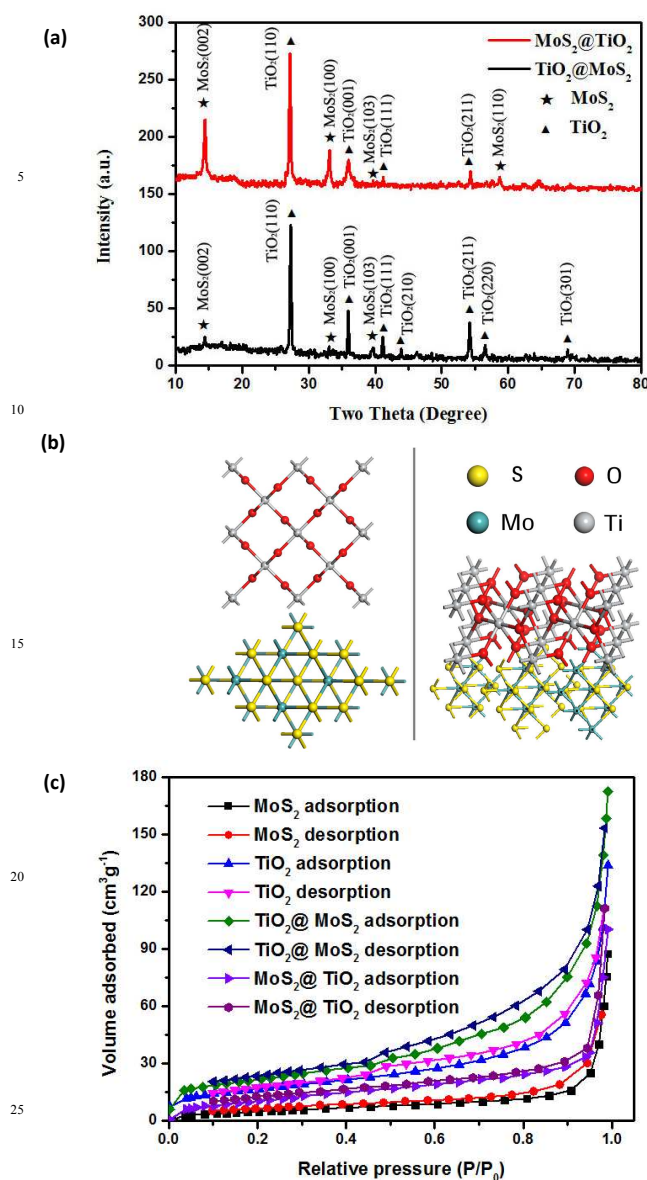 (a)
Intensity (a.u.)
300
250
200
150
100
50
0
MoS₂(002)
TiO₂(110)
MoS₂(100)
TiO₂(001)
MoS₂(103)
TiO₂(111)
TiO₂(211)
MoS₂(110)
MoS₂@TiO₂
TiO₂@MoS₂
★ MoS₂
▲ TiO₂
MoS₂(002)
TiO₂(110)
MoS₂(100)
TiO₂(001)
MoS₂(103)
TiO₂(111)
TiO₂(210)
TiO₂(211)
TiO₂(220)
TiO₂(301)
10 20 30 40 50 60 70 80
Two Theta (Degree)
5
10
(b)
S O
Mo Ti
15
(c)
Volume adsorbed (cm³g⁻¹)
180
150
120
90
60
30
0
MoS₂ adsorption
MoS₂ desorption
TiO₂ adsorption
TiO₂ desorption
TiO₂@ MoS₂ adsorption
TiO₂@ MoS₂ desorption
MoS₂@ TiO₂ adsorption
MoS₂@ TiO₂ desorption
0.0 0.2 0.4 0.6 0.8 1.0
Relative pressure (P/P₀)
20
25